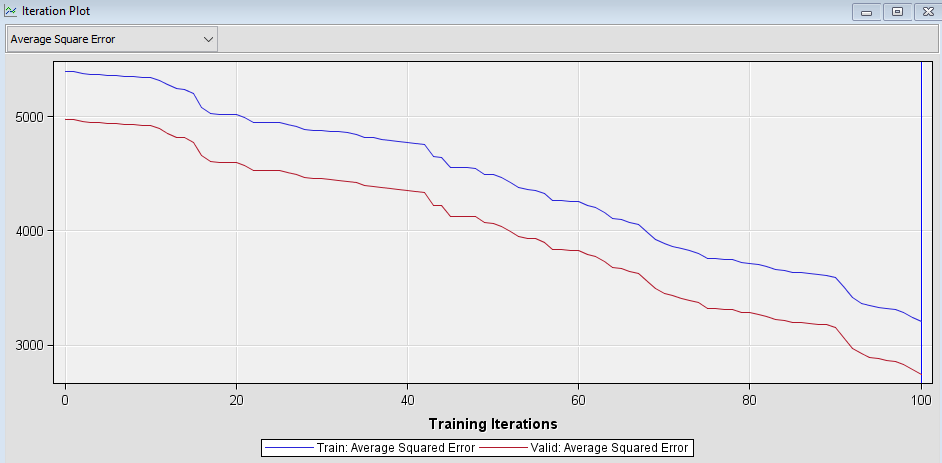 Iteration Plot
Average Square Error
5000
4000
3000
0 20 40 60 80 100
Training Iterations
Train: Average Squared Error Valid: Average Squared Error